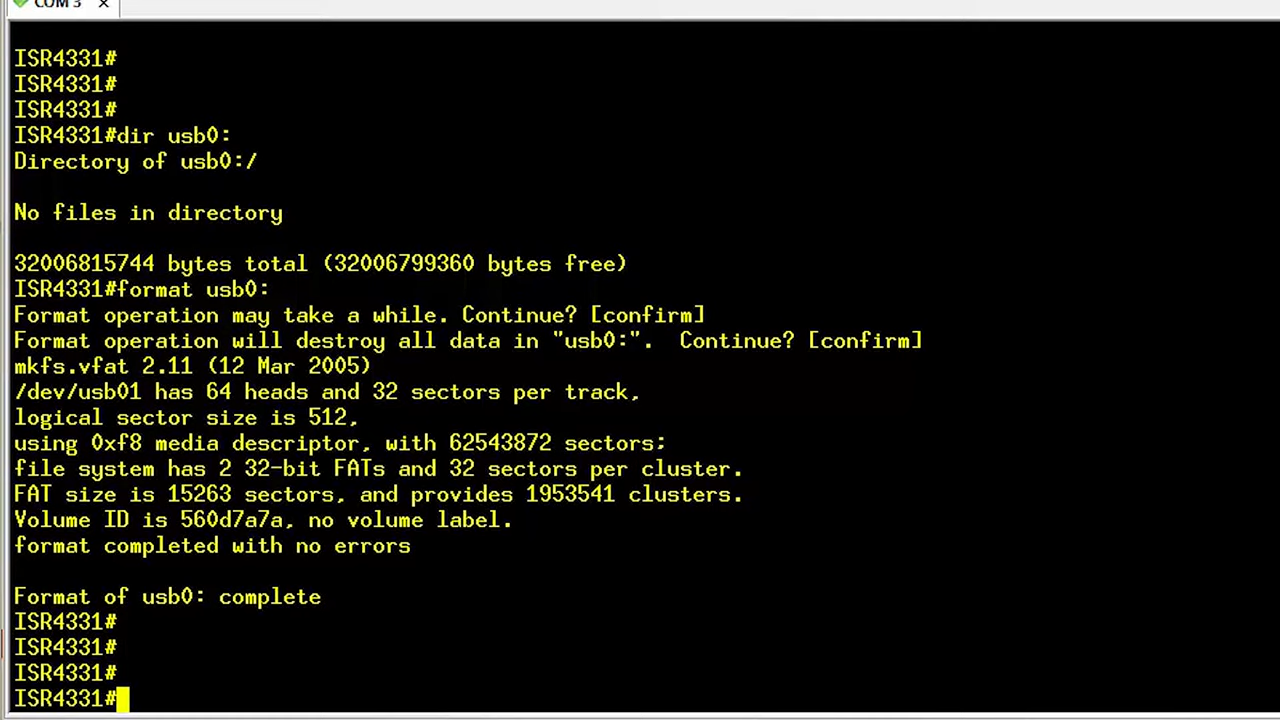 COM 3
ISR4331#
ISR4331#
ISR4331#
ISR4331#dir usb0:
Directory of usb0:/
No files in directory
32006815744 bytes total (32006799360 bytes free)
ISR4331#format usb0:
Format operation may take a while. Continue? [confirm]
Format operation will destroy all data in "usb0:".  Continue? [confirm]
mkfs.vfat 2.11 (12 Mar 2005)
/dev/usb01 has 64 heads and 32 sectors per track,
logical sector size is 512,
using 0xf8 media descriptor, with 62543872 sectors;
file system has 2 32-bit FATs and 32 sectors per cluster.
FAT size is 15263 sectors, and provides 1953541 clusters.
Volume ID is 560d7a7a, no volume label.
format completed with no errors
Format of usb0: complete
ISR4331#
ISR4331#
ISR4331#
ISR4331#